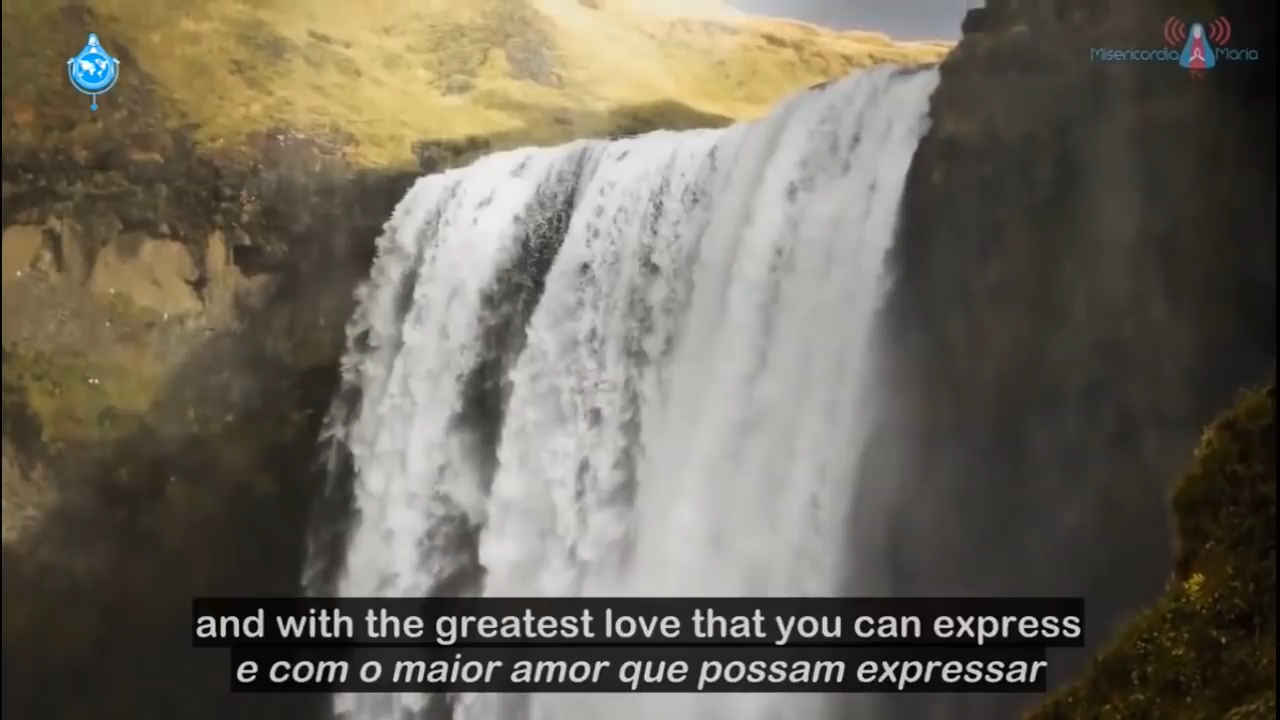 Misericordia Maria
and with the greatest love that you can express
e com o maior amor que possam expressar